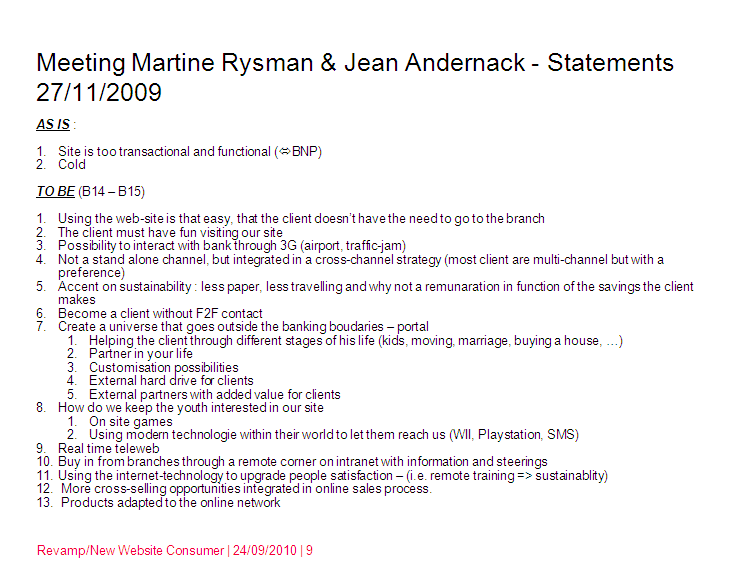 Meeting Martine Rysman & Jean Andernack - Statements
27/11/2009
AS IS :
1. Site is too transactional and functional (⇔BNP)
2. Cold
TO BE (B14 – B15)
1. Using the web-site is that easy, that the client doesn't have the need to go to the branch
2. The client must have fun visiting our site
3. Possibility to interact with bank through 3G (airport, traffic-jam)
4. Not a stand alone channel, but integrated in a cross-channel strategy (most client are multi-channel but with a
preference)
5. Accent on sustainability : less paper, less travelling and why not a remunaration in function of the savings the client
makes
6. Become a client without F2F contact
7. Create a universe that goes outside the banking boudaries – portal
1. Helping the client through different stages of his life (kids, moving, marriage, buying a house, …)
2. Partner in your life
3. Customisation possibilities
4. External hard drive for clients
5. External partners with added value for clients
8. How do we keep the youth interested in our site
1. On site games
2. Using modern technologie within their world to let them reach us (WII, Playstation, SMS)
9. Real time teleweb
10. Buy in from branches through a remote corner on intranet with information and steerings
11. Using the internet-technology to upgrade people satisfaction – (i.e. remote training => sustainablity)
12. More cross-selling opportunities integrated in online sales process.
13. Products adapted to the online network
Revamp/New Website Consumer | 24/09/2010 | 9